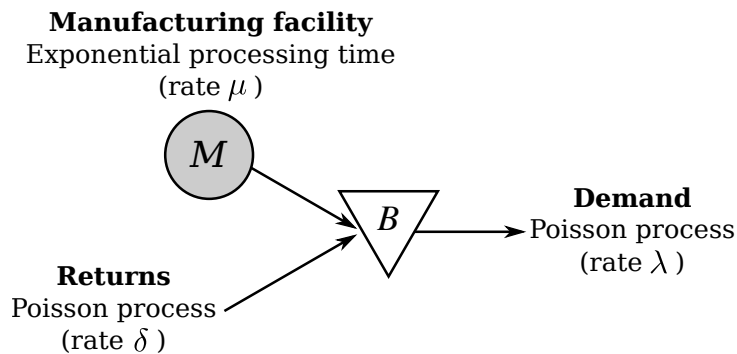 Manufacturing facility
Exponential processing time
(rate μ )
M
B
Demand
Poisson process
(rate λ )
Returns
Poisson process
(rate δ )